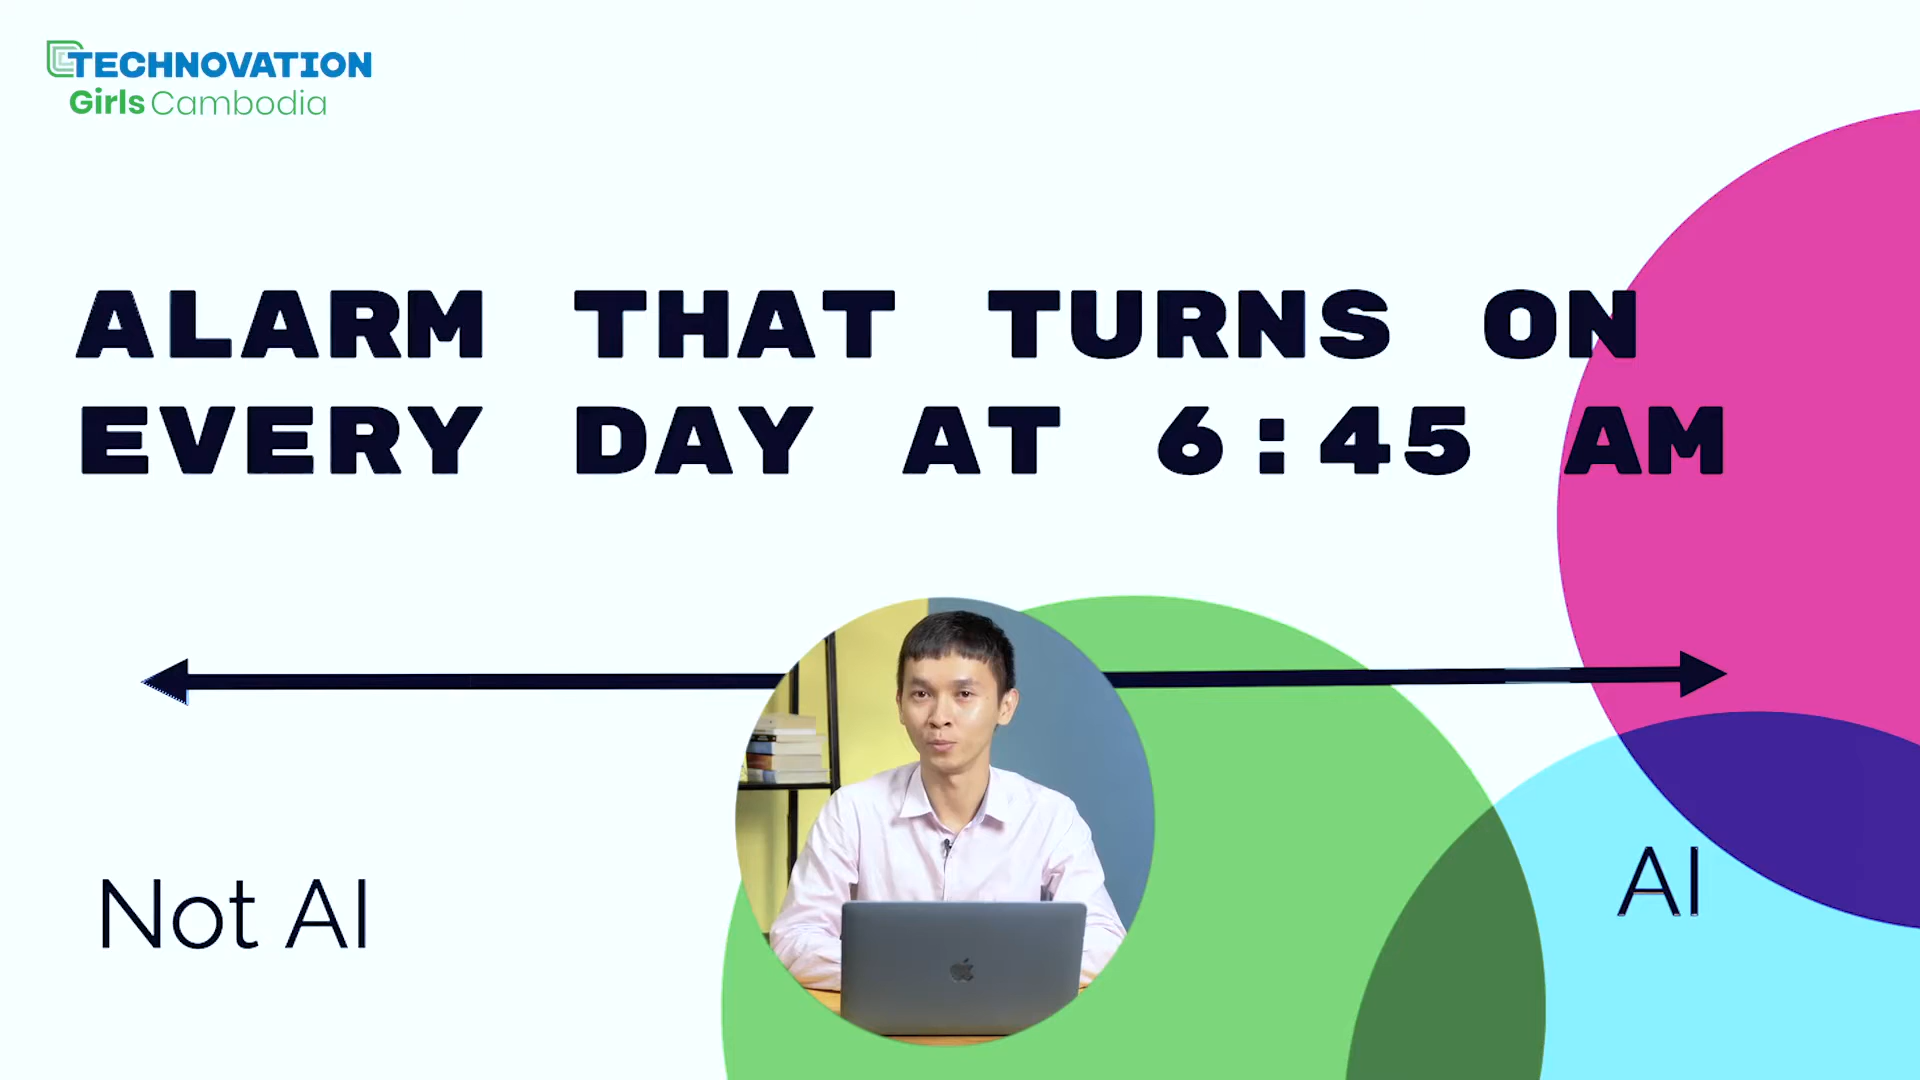 TECHNOVATION
Girls Cambodia
ALARM THAT TURNS ON
EVERY DAY AT 6:45 AM
Not AI
AI